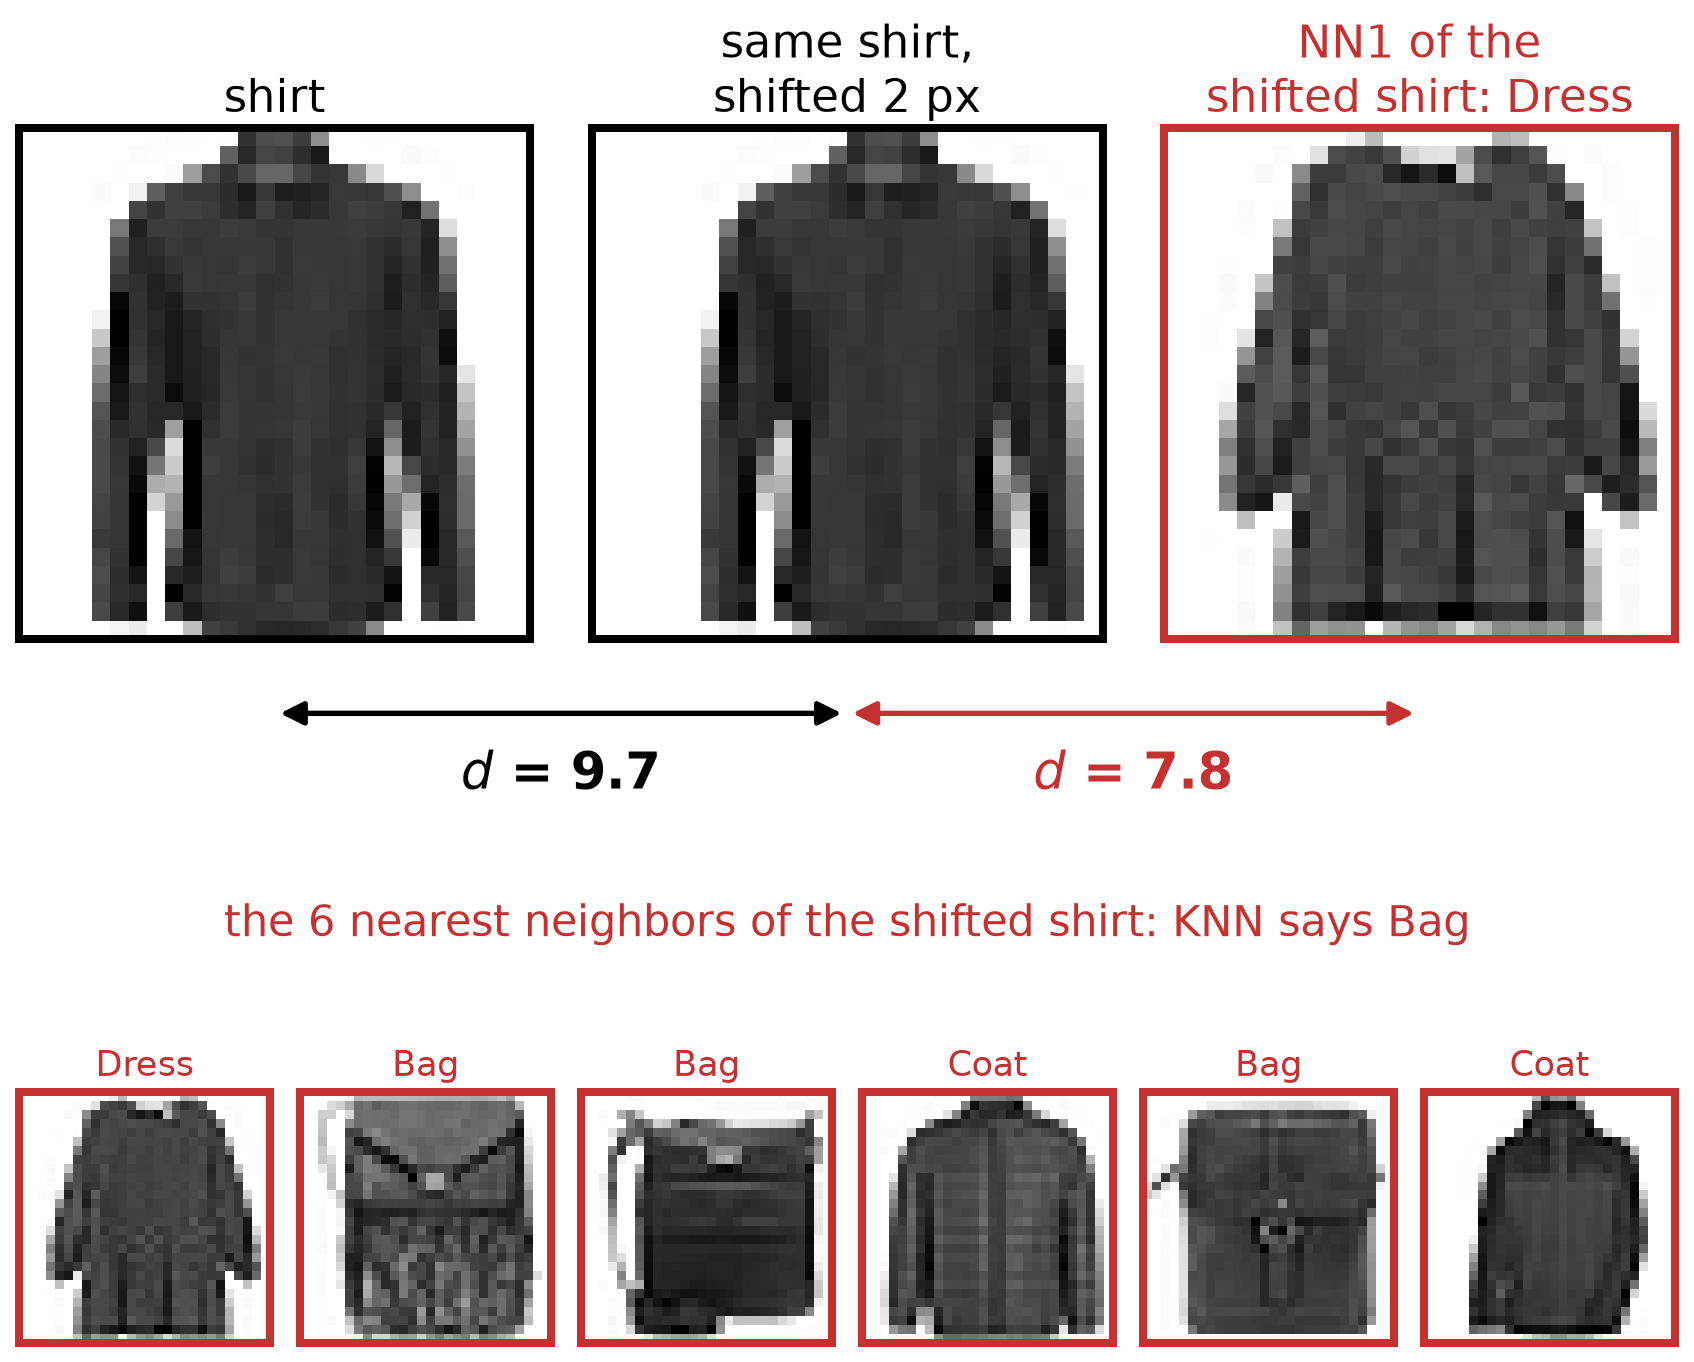 shirt
same shirt,
shifted 2 px
NN1 of the
shifted shirt: Dress
d = 9.7
d = 7.8
the 6 nearest neighbors of the shifted shirt: KNN says Bag
Dress
Bag
Bag
Coat
Bag
Coat